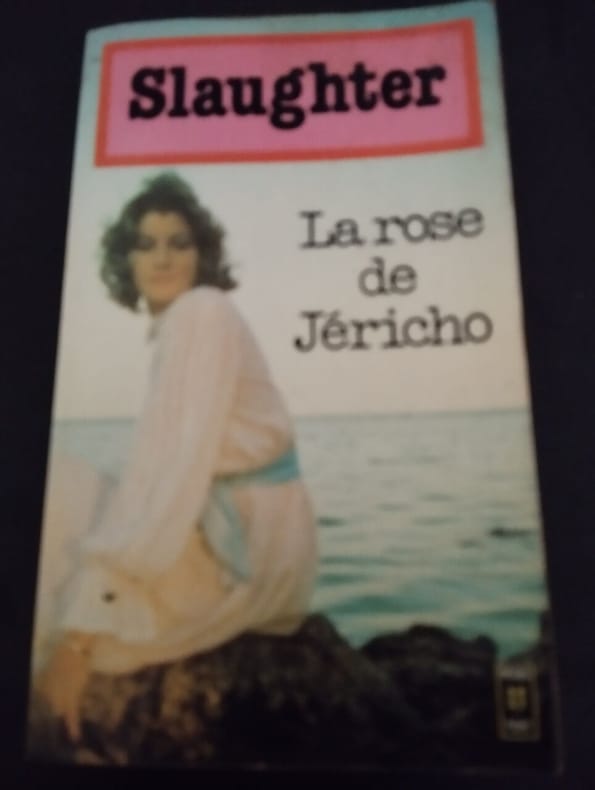 Slaughter
La rose
de
Jéricho